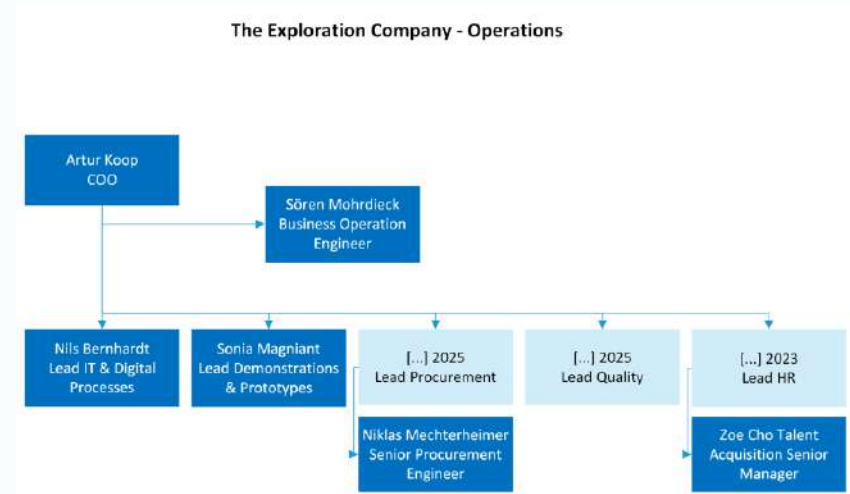 The Exploration Company - Operations
Artur Koop
COO
Sören Mohrdieck
Business Operation
Engineer
Nils Bernhardt
Lead IT & Digital
Processes
Sonia Magniant
Lead Demonstrations
& Prototypes
[...] 2025
Lead Procurement
[...] 2025
Lead Quality
[...] 2023
Lead HR
Niklas Mechterheimer
Senior Procurement
Engineer
Zoe Cho Talent
Acquisition Senior
Manager